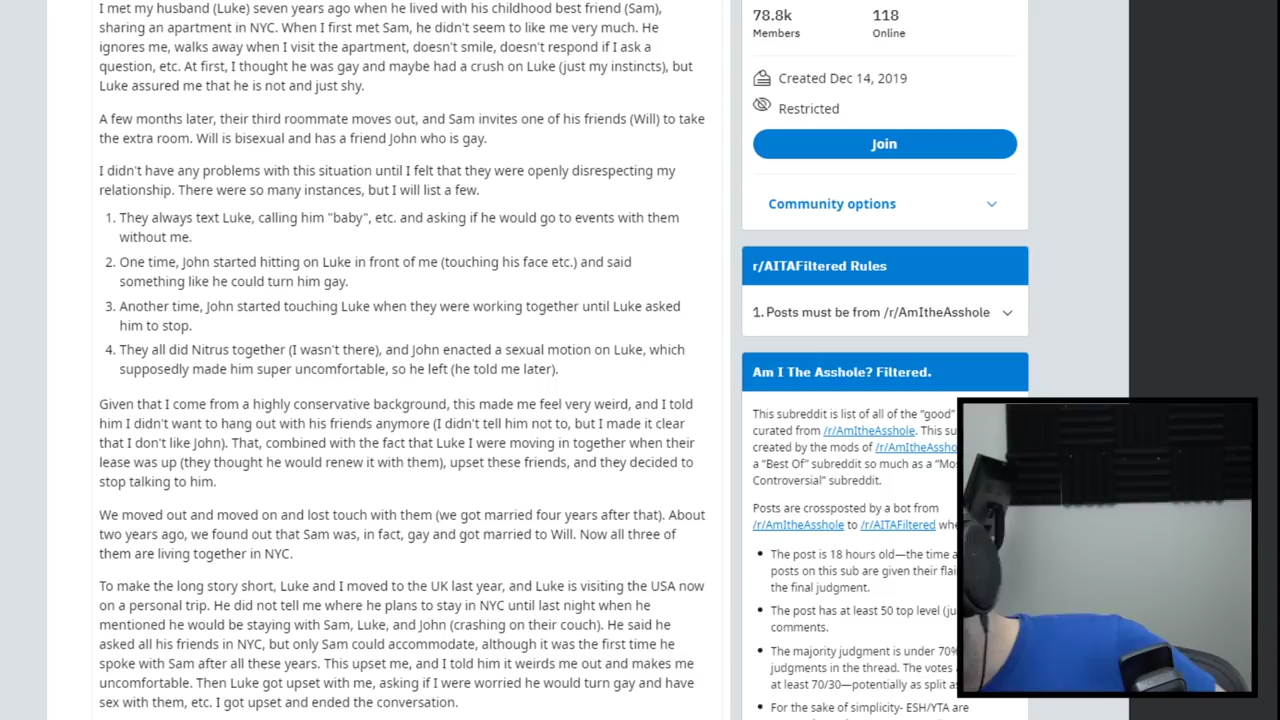 I met my husband (Luke) seven years ago when he lived with his childhood best friend (Sam),
sharing an apartment in NYC. When I first met Sam, he didn't seem to like me very much. He
ignores me, walks away when I visit the apartment, doesn't smile, doesn't respond if I ask a
question, etc. At first, I thought he was gay and maybe had a crush on Luke (just my instincts), but
Luke assured me that he is not and just shy.
A few months later, their third roommate moves out, and Sam invites one of his friends (Will) to take
the extra room. Will is bisexual and has a friend John who is gay.
I didn't have any problems with this situation until I felt that they were openly disrespecting my
relationship. There were so many instances, but I will list a few.
1. They always text Luke, calling him "baby", etc. and asking if he would go to events with them
without me.
2. One time, John started hitting on Luke in front of me (touching his face etc.) and said
something like he could turn him gay.
3. Another time, John started touching Luke when they were working together until Luke asked
him to stop.
4. They all did Nitrus together (I wasn't there), and John enacted a sexual motion on Luke, which
supposedly made him super uncomfortable, so he left (he told me later).
Given that I come from a highly conservative background, this made me feel very weird, and I told
him I didn't want to hang out with his friends anymore (I didn't tell him not to, but I made it clear
that I don't like John). That, combined with the fact that Luke I were moving in together when their
lease was up (they thought he would renew it with them), upset these friends, and they decided to
stop talking to him.
We moved out and moved on and lost touch with them (we got married four years after that). About
two years ago, we found out that Sam was, in fact, gay and got married to Will. Now all three of
them are living together in NYC.
To make the long story short, Luke and I moved to the UK last year, and Luke is visiting the USA now
on a personal trip. He did not tell me where he plans to stay in NYC until last night when he
mentioned he would be staying with Sam, Luke, and John (crashing on their couch). He said he
asked all his friends in NYC, but only Sam could accommodate, although it was the first time he
spoke with Sam after all these years. This upset me, and I told him it weirds me out and makes me
uncomfortable. Then Luke got upset with me, asking if I were worried he would turn gay and have
sex with them, etc. I got upset and ended the conversation.
78.8k 118
Members Online
Created Dec 14, 2019
Restricted
Join
Community options
r/AITAFiltered Rules
1. Posts must be from /r/AmItheAsshole
Am I The Asshole? Filtered.
This subreddit is list of all of the "good"
curated from /r/AmItheAsshole. This su
created by the mods of /r/AmItheAssho
a "Best Of" subreddit so much as a "Mos
Controversial" subreddit.
Posts are crossposted by a bot from
/r/AmItheAsshole to /r/AITAFiltered whe
• The post is 18 hours old—the time a
posts on this sub are given their flai
the final judgment.
• The post has at least 50 top level (ju
comments.
• The majority judgment is under 70%
judgments in the thread. The votes
at least 70/30—potentially as split as
• For the sake of simplicity- ESH/YTA are